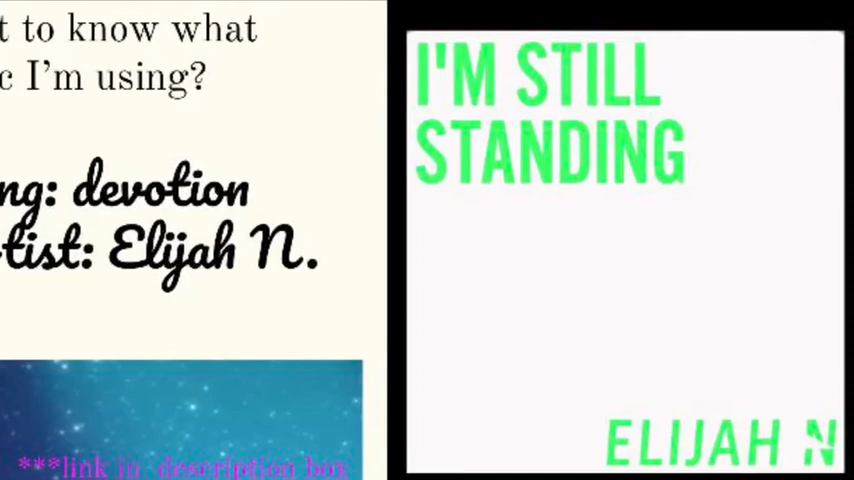 t to know what
c I'm using?
ng: devotion
tist: Elijah N.
***link in description box
I'M STILL
STANDING
ELIJAH N